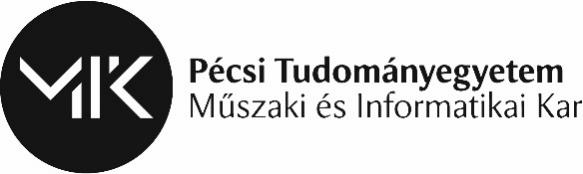 MIK
Pécsi Tudományegyetem
Műszaki és Informatikai Kar